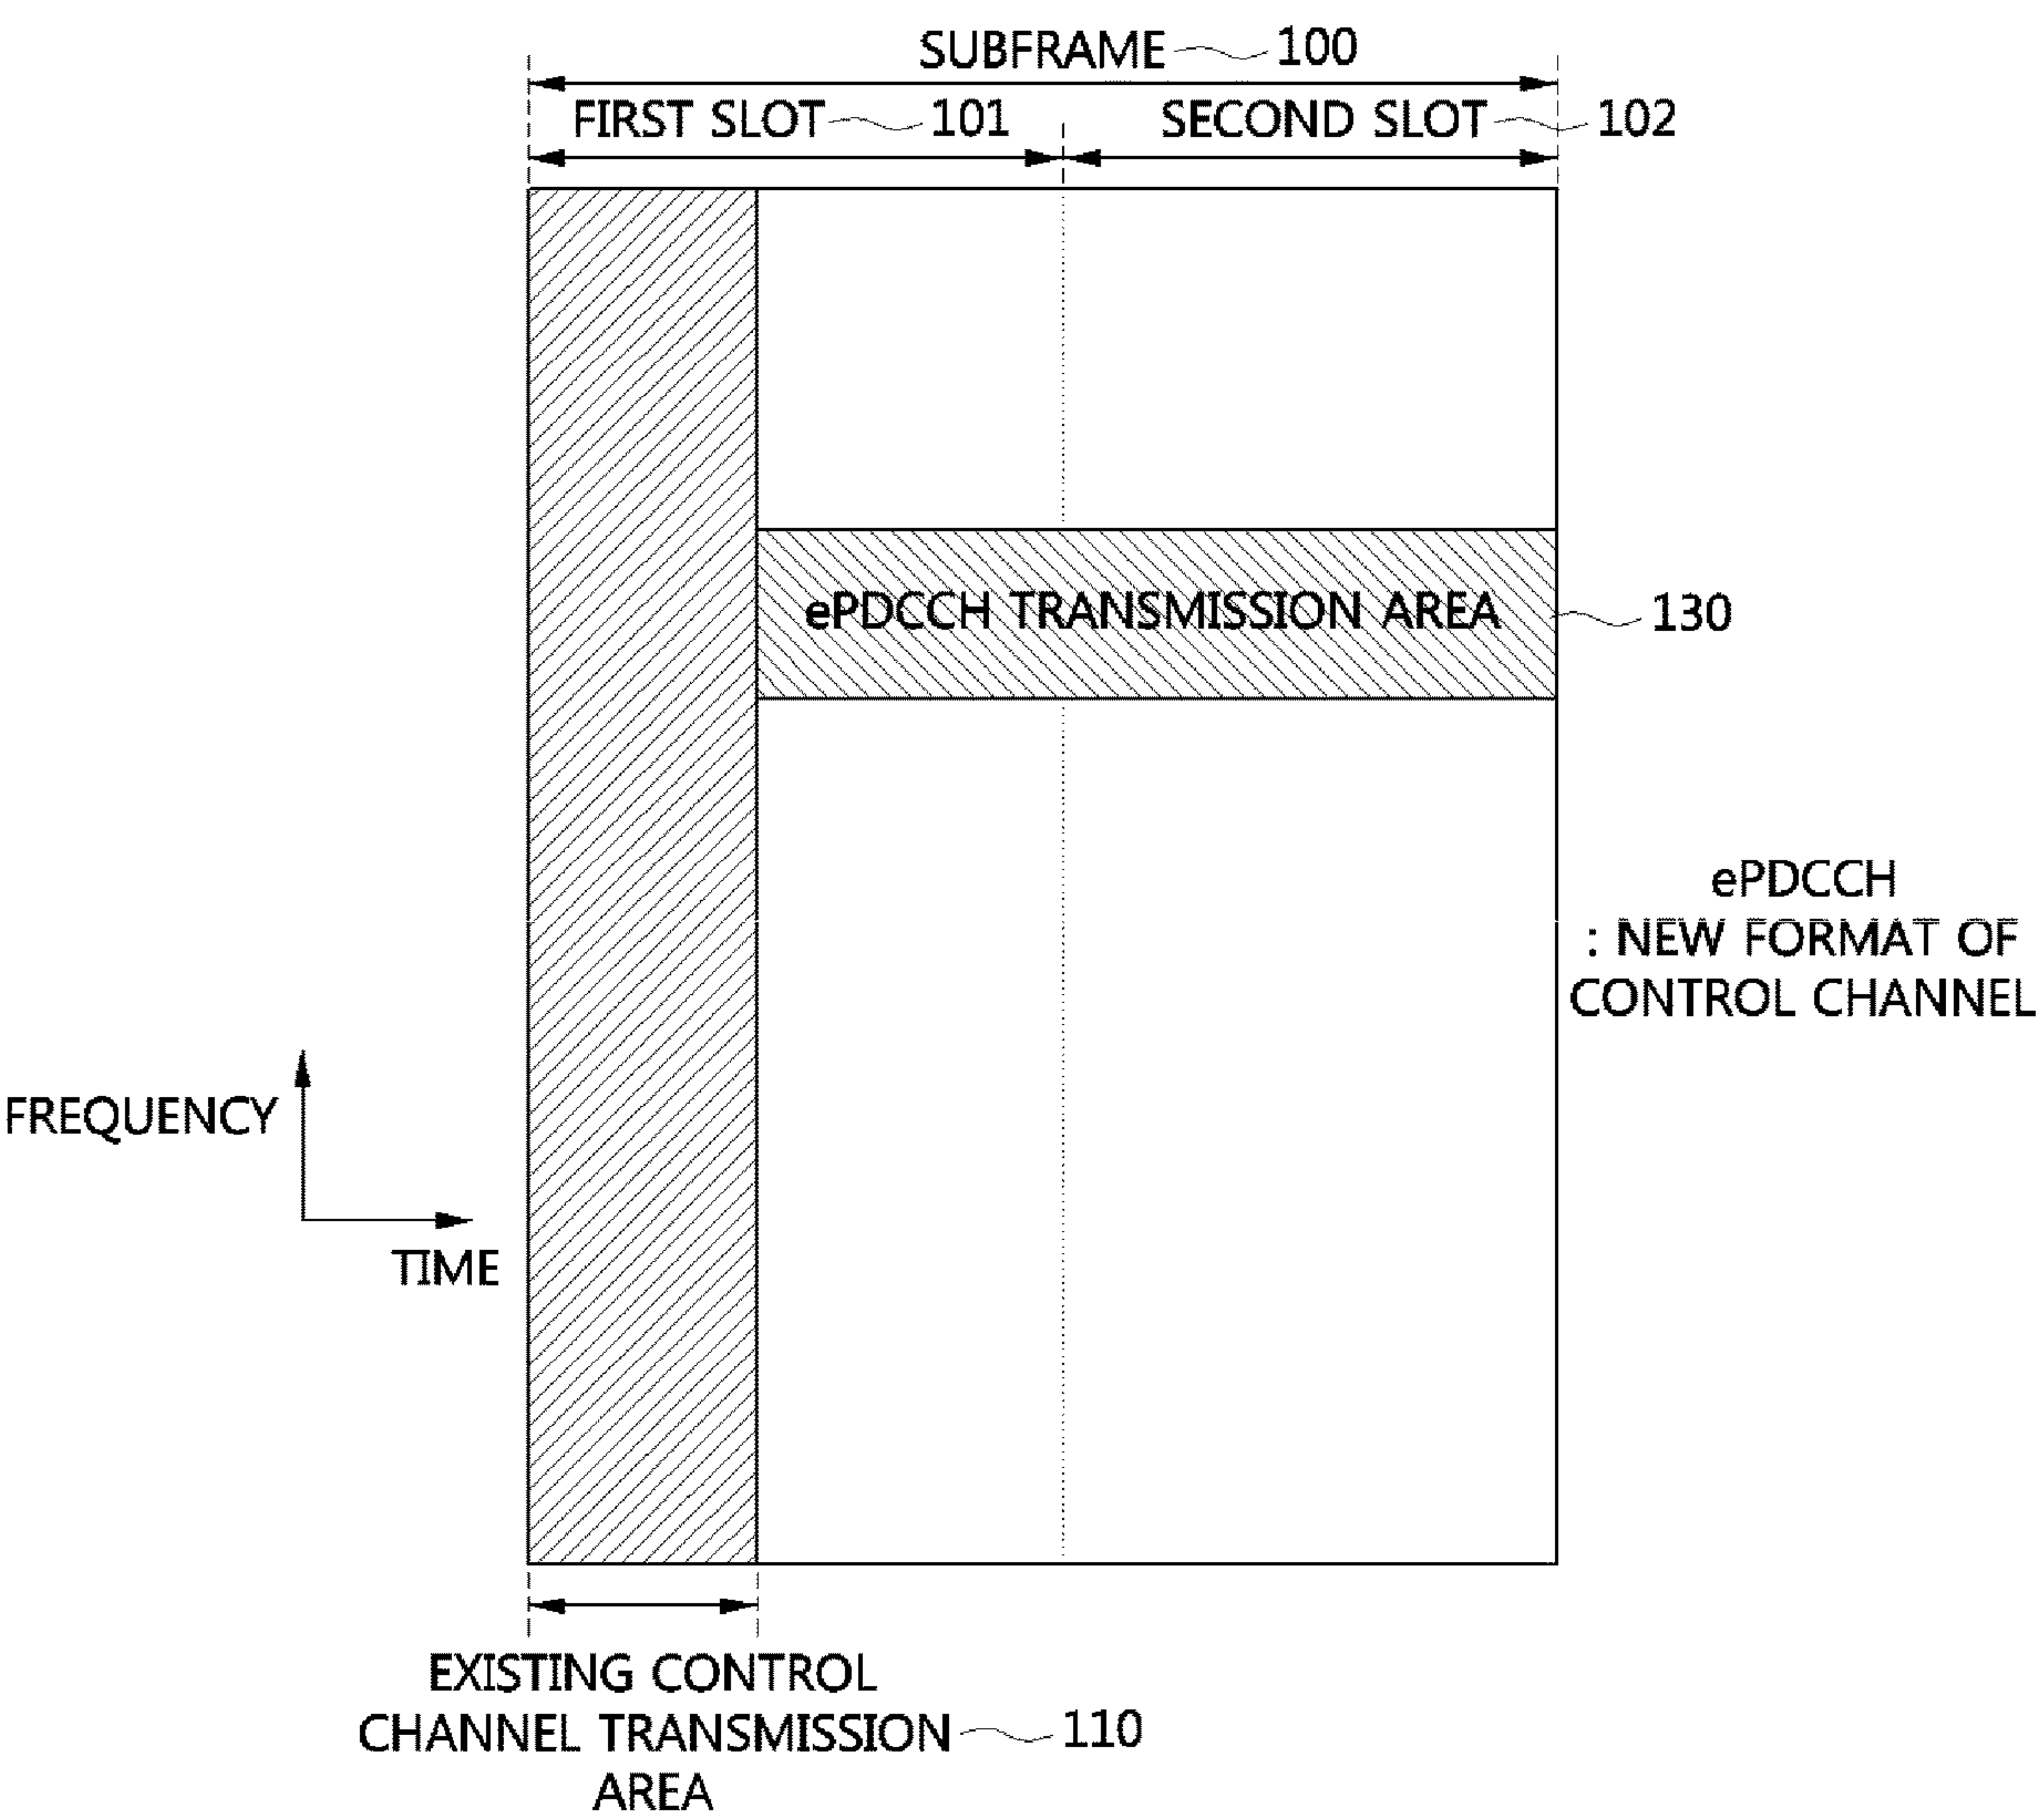 SUBFRAME 100
FIRST SLOT 101 SECOND SLOT 102
ePDCCH TRANSMISSION AREA 130
ePDCCH
: NEW FORMAT OF
CONTROL CHANNEL
FREQUENCY
TIME
EXISTING CONTROL
CHANNEL TRANSMISSION 110
AREA